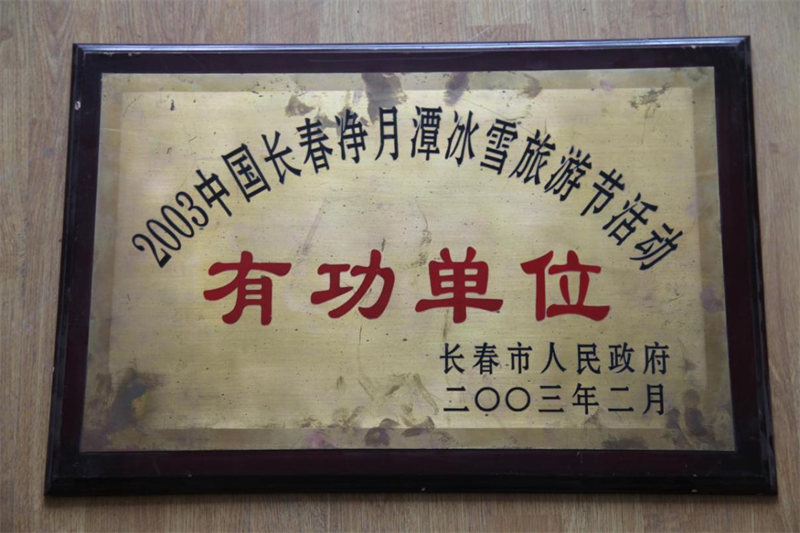 2003中国长春净月潭冰雪旅游节活动
有功单位
长春市人民政府
二〇〇三年二月